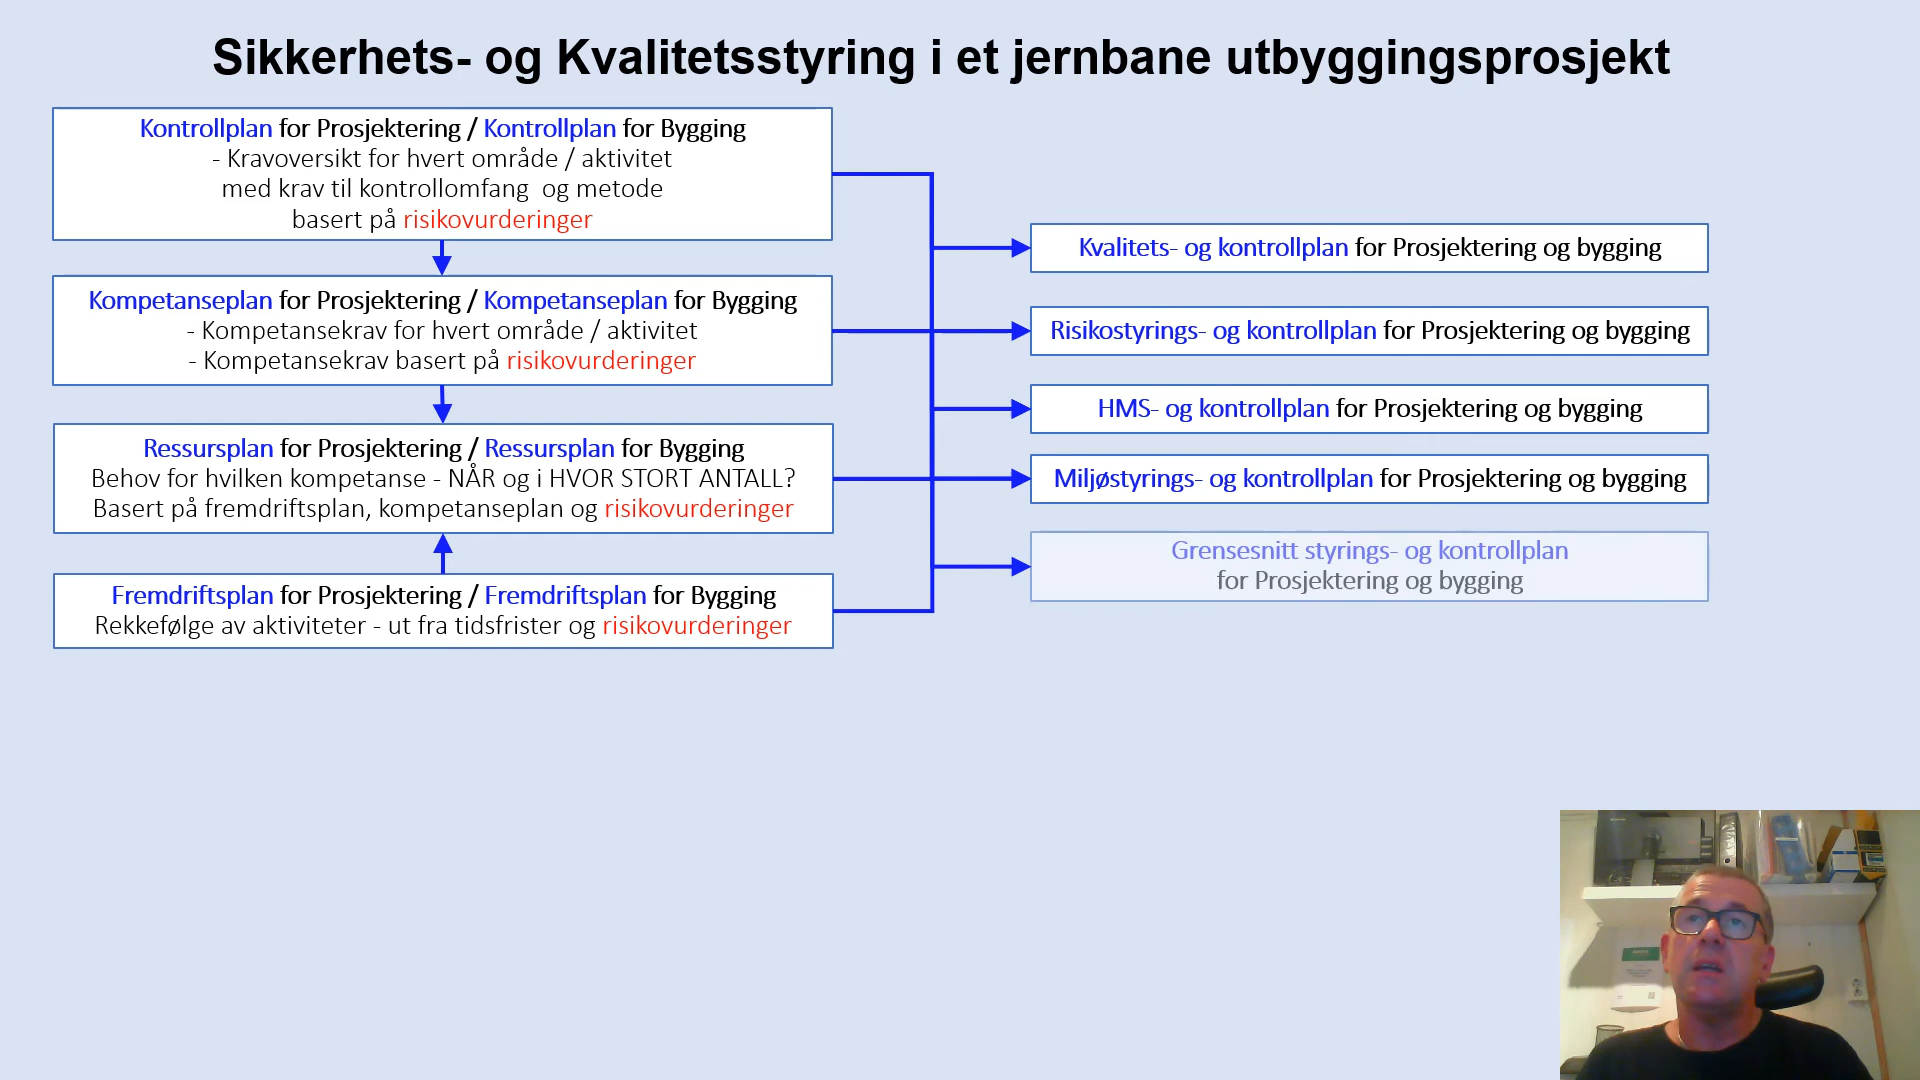 Sikkerhets- og Kvalitetsstyring i et jernbane utbyggingsprosjekt
Kontrollplan for Prosjektering / Kontrollplan for Bygging
- Kravoversikt for hvert område / aktivitet
med krav til kontrollomfang  og metode
basert på risikovurderinger
Kompetanseplan for Prosjektering / Kompetanseplan for Bygging
- Kompetansekrav for hvert område / aktivitet
- Kompetansekrav basert på risikovurderinger
Ressursplan for Prosjektering / Ressursplan for Bygging
Behov for hvilken kompetanse - NÅR og i HVOR STORT ANTALL?
Basert på fremdriftsplan, kompetanseplan og risikovurderinger
Fremdriftsplan for Prosjektering / Fremdriftsplan for Bygging
Rekkefølge av aktiviteter - ut fra tidsfrister og risikovurderinger
Kvalitets- og kontrollplan for Prosjektering og bygging
Risikostyrings- og kontrollplan for Prosjektering og bygging
HMS- og kontrollplan for Prosjektering og bygging
Miljøstyrings- og kontrollplan for Prosjektering og bygging
Grensesnitt styrings- og kontrollplan
for Prosjektering og bygging